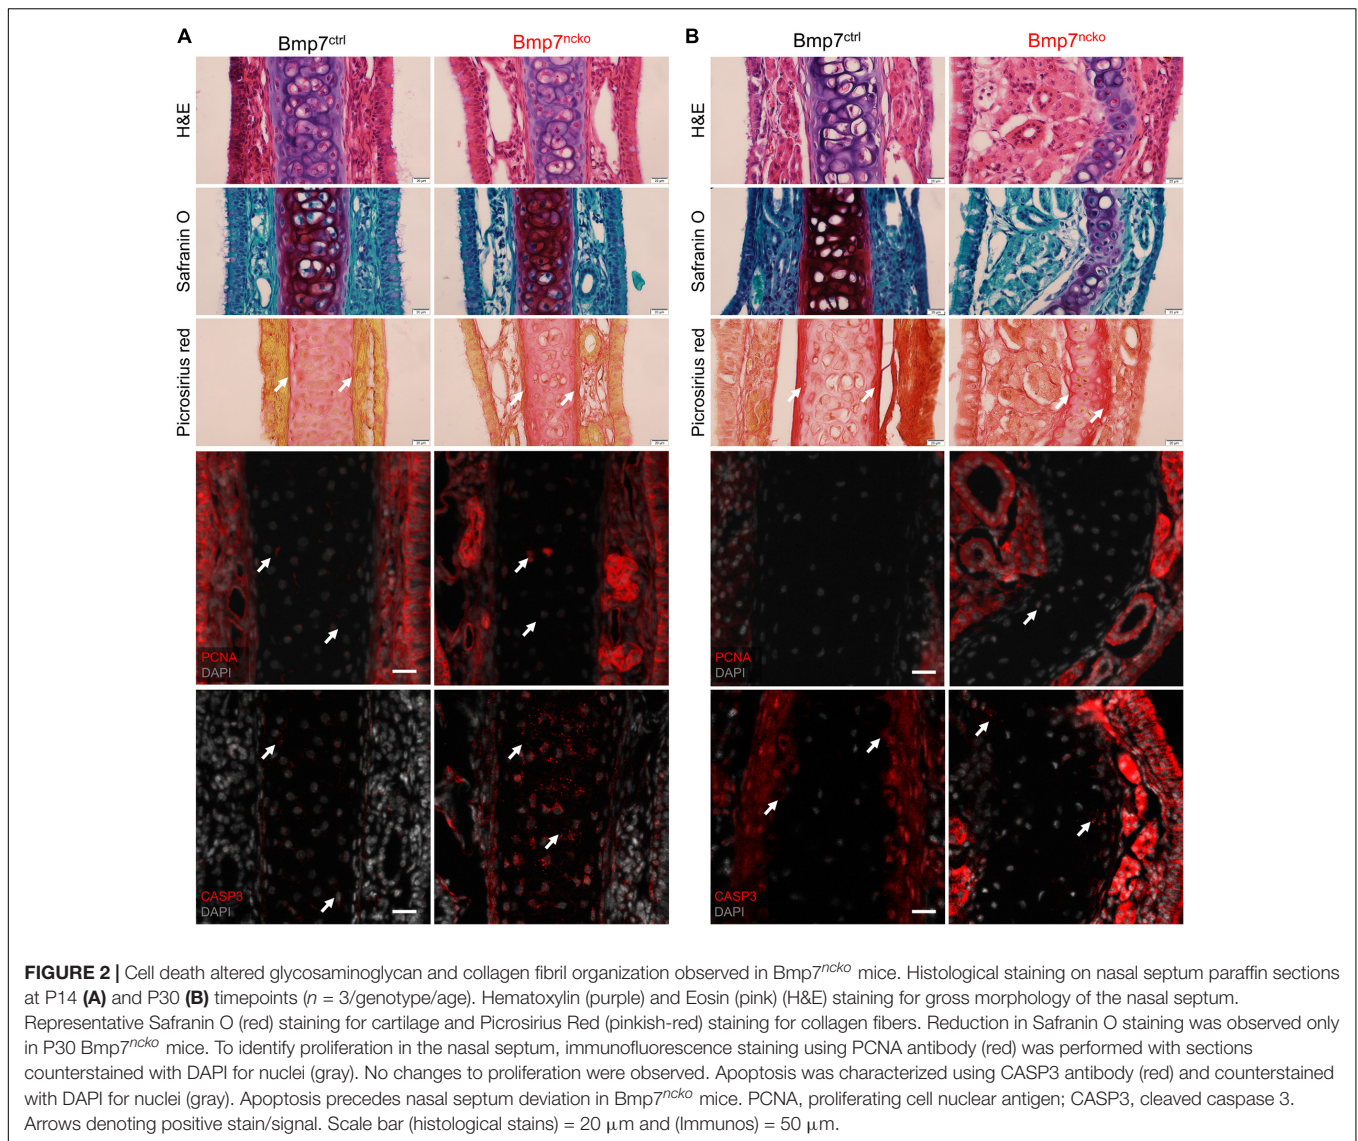 A
Bmp7ctrl
Bmp7ncko
B
Bmp7ctrl
Bmp7ncko
H&E
H&E
Safranin O
Safranin O
Picrosirius red
Picrosirius red
PCNA
DAPI
PCNA
DAPI
CASP3
DAPI
CASP3
DAPI
FIGURE 2 | Cell death altered glycosaminoglycan and collagen fibril organization observed in Bmp7ncko mice. Histological staining on nasal septum paraffin sections
at P14 (A) and P30 (B) timepoints (n = 3/genotype/age). Hematoxylin (purple) and Eosin (pink) (H&E) staining for gross morphology of the nasal septum.
Representative Safranin O (red) staining for cartilage and Picrosirius Red (pinkish-red) staining for collagen fibers. Reduction in Safranin O staining was observed only
in P30 Bmp7ncko mice. To identify proliferation in the nasal septum, immunofluorescence staining using PCNA antibody (red) was performed with sections
counterstained with DAPI for nuclei (gray). No changes to proliferation were observed. Apoptosis was characterized using CASP3 antibody (red) and counterstained
with DAPI for nuclei (gray). Apoptosis precedes nasal septum deviation in Bmp7ncko mice. PCNA, proliferating cell nuclear antigen; CASP3, cleaved caspase 3.
Arrows denoting positive stain/signal. Scale bar (histological stains) = 20 μm and (Immunos) = 50 μm.